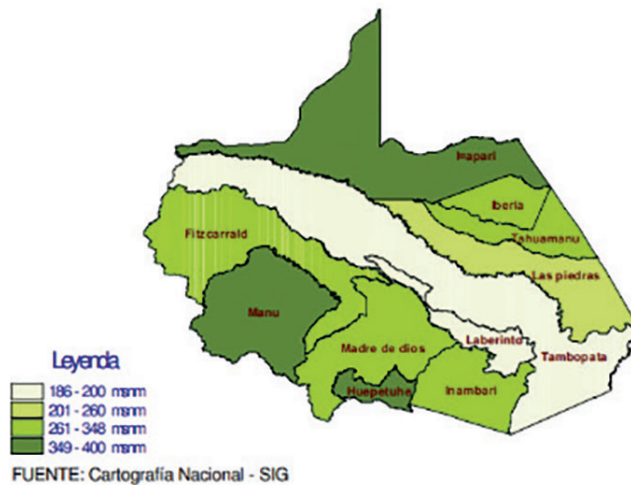 Iñapari
Iberia
Fitzcarrald
Tahuamanu
Las piedras
Manu
Laberinto
Madre de dios
Tambopata
Huepetuhe
Inambari
Leyenda
186 - 200 msnm
201 - 260 msnm
261 - 348 msnm
349 - 400 msnm
FUENTE: Cartografía Nacional - SIG